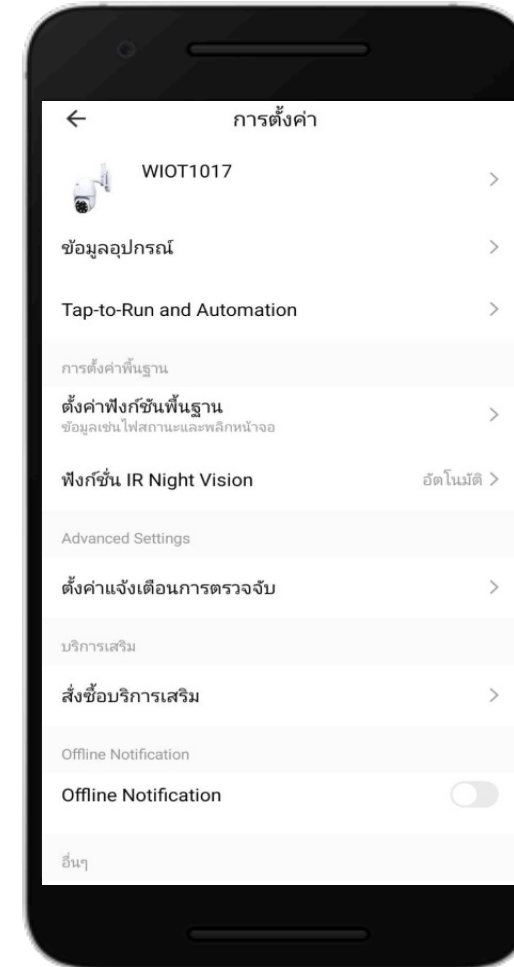 การตั้งค่า
WIOT1017
ข้อมูลอุปกรณ์
Tap-to-Run and Automation
การตั้งค่าพื้นฐาน
ตั้งค่าฟังก์ชันพื้นฐาน
ข้อมูลเช่นไฟสถานะและพลิกหน้าจอ
ฟังก์ชั่น IR Night Vision อัตโนมัติ
Advanced Settings
ตั้งค่าแจ้งเตือนการตรวจจับ
บริการเสริม
สั่งซื้อบริการเสริม
Offline Notification
Offline Notification
อื่นๆ